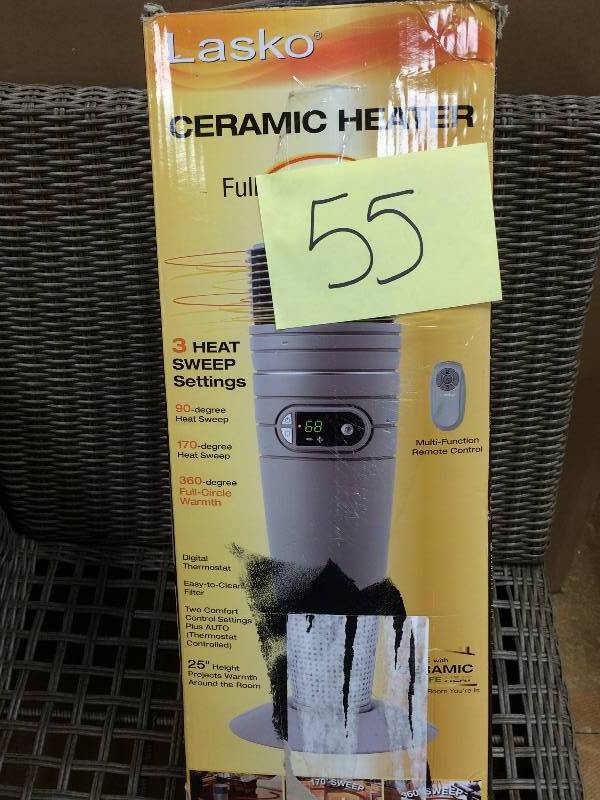 Lasko®
CERAMIC HEATER
Full
55
3 HEAT
SWEEP
Settings
90-degree
Heat Sweep
170-degree
Heat Sweep
360-degree
Full-Circle
Warmth
68
Multi-Function
Remote Control
Digital
Thermostat
Easy-to-Clean
Filter
Two Comfort
Control Settings
Plus AUTO
(Thermostat
Controlled)
25" Height
Projects Warmth
Around the Room
with
RAMIC
FE
Room You're In
170° SWEEP
360° SWEEP